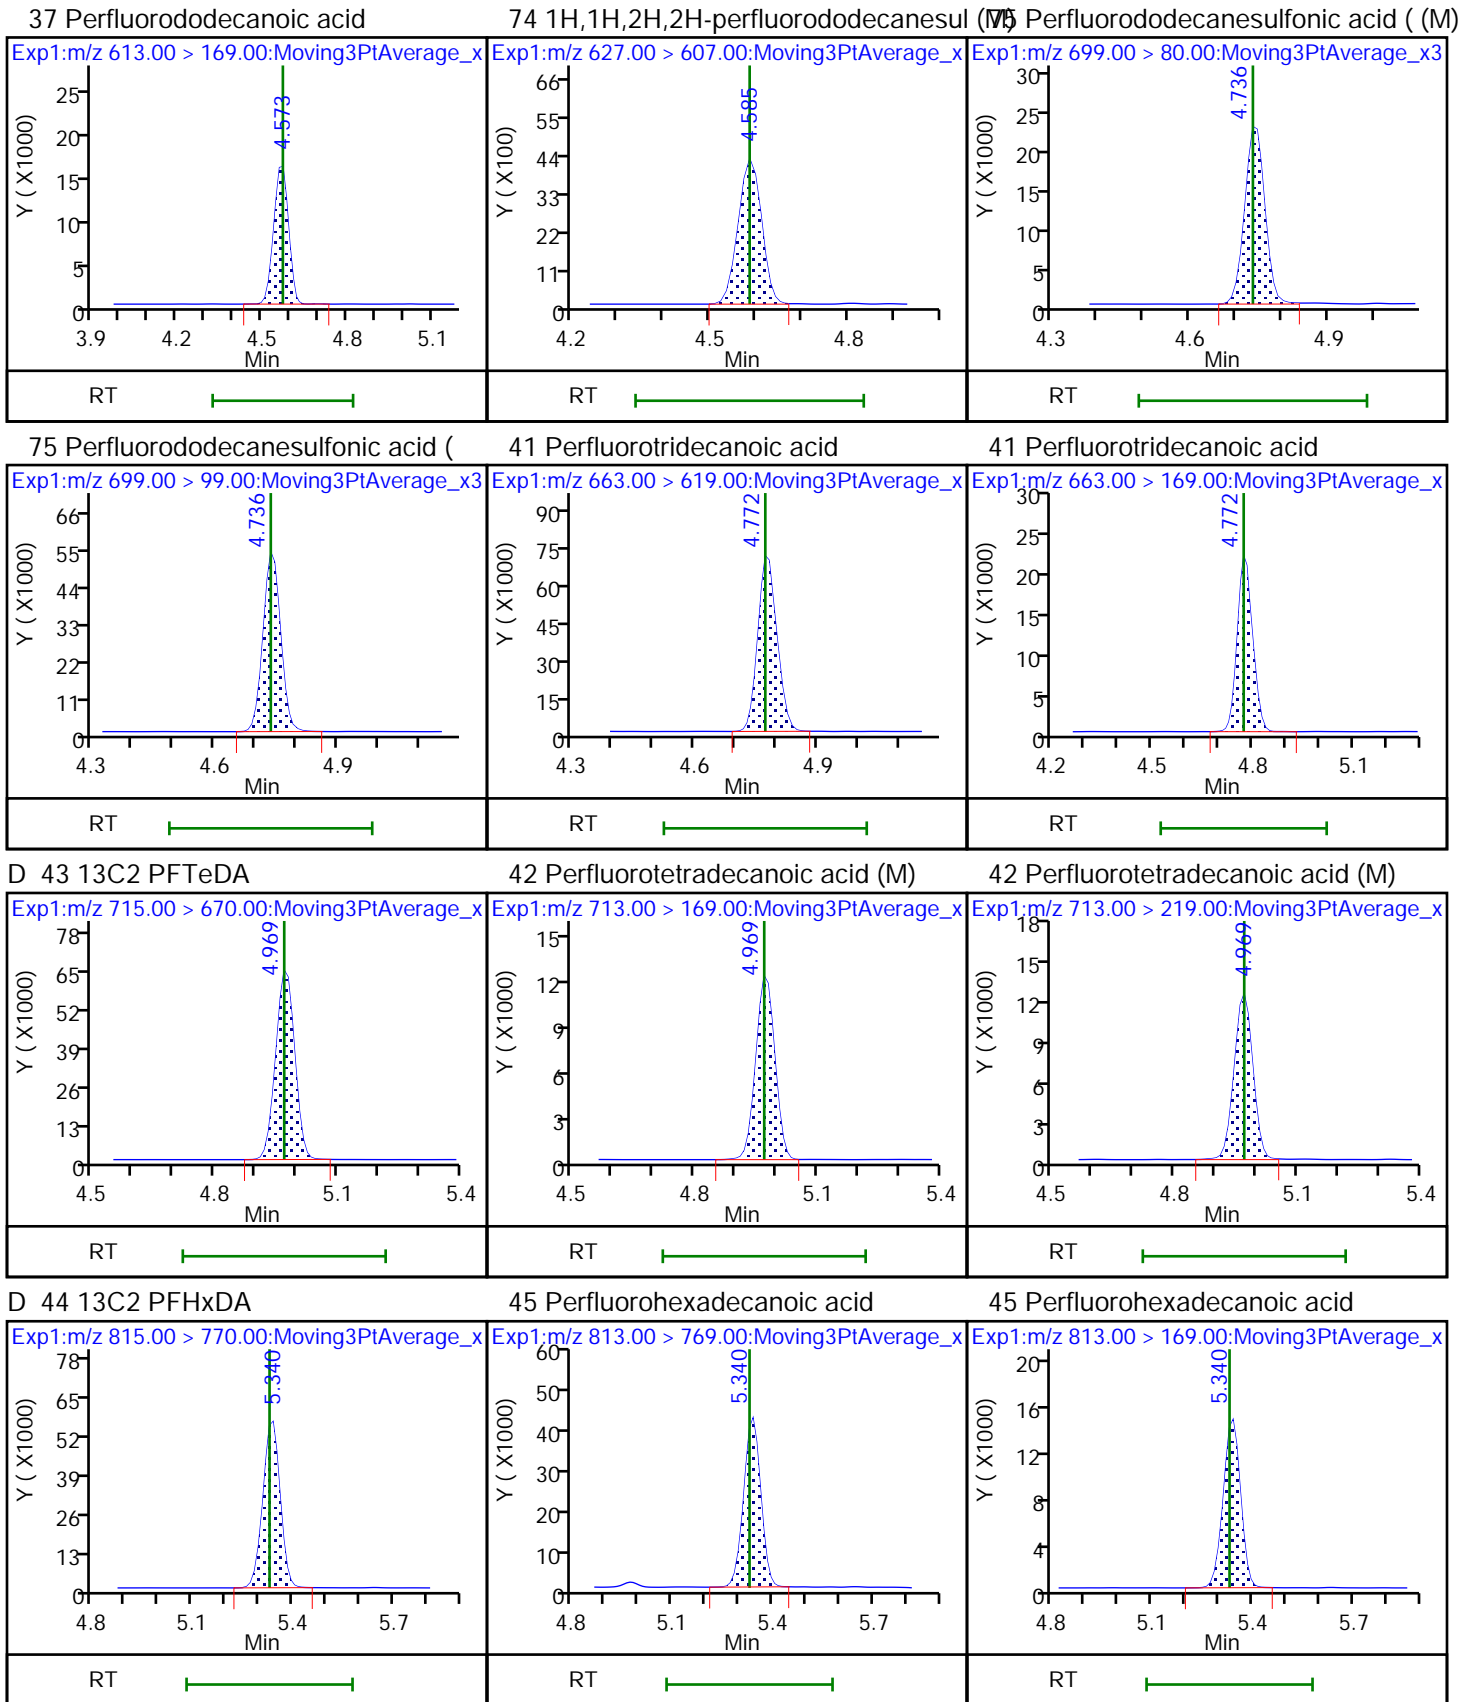 37 Perfluorododecanoic acid
74 1H,1H,2H,2H-perfluorododecanesul (M)
75 Perfluorododecanesulfonic acid ( (M)
Exp1:m/z 613.00 > 169.00:Moving3PtAverage_x
Exp1:m/z 627.00 > 607.00:Moving3PtAverage_x
Exp1:m/z 699.00 > 80.00:Moving3PtAverage_x3
Y ( X1000)
25
20
15
10
5
0
4.573
3.9 4.2 4.5 4.8 5.1
Min
RT
Y ( X100)
66
55
44
33
22
11
0
4.585
4.2 4.5 4.8
Min
RT
Y ( X1000)
30
25
20
15
10
5
0
4.736
4.3 4.6 4.9
Min
RT
75 Perfluorododecanesulfonic acid (
41 Perfluorotridecanoic acid
41 Perfluorotridecanoic acid
Exp1:m/z 699.00 > 99.00:Moving3PtAverage_x3
Exp1:m/z 663.00 > 619.00:Moving3PtAverage_x
Exp1:m/z 663.00 > 169.00:Moving3PtAverage_x
Y ( X1000)
66
55
44
33
22
11
0
4.736
4.3 4.6 4.9
Min
RT
Y ( X1000)
90
75
60
45
30
15
0
4.772
4.3 4.6 4.9
Min
RT
Y ( X1000)
30
25
20
15
10
5
0
4.772
4.2 4.5 4.8 5.1
Min
RT
D 43 13C2 PFTeDA
42 Perfluorotetradecanoic acid (M)
42 Perfluorotetradecanoic acid (M)
Exp1:m/z 715.00 > 670.00:Moving3PtAverage_x
Exp1:m/z 713.00 > 169.00:Moving3PtAverage_x
Exp1:m/z 713.00 > 219.00:Moving3PtAverage_x
Y ( X1000)
78
65
52
39
26
13
0
4.969
4.5 4.8 5.1 5.4
Min
RT
Y ( X1000)
15
12
9
6
3
0
4.969
4.5 4.8 5.1 5.4
Min
RT
Y ( X1000)
18
15
12
9
6
3
0
4.969
4.5 4.8 5.1 5.4
Min
RT
D 44 13C2 PFHxDA
45 Perfluorohexadecanoic acid
45 Perfluorohexadecanoic acid
Exp1:m/z 815.00 > 770.00:Moving3PtAverage_x
Exp1:m/z 813.00 > 769.00:Moving3PtAverage_x
Exp1:m/z 813.00 > 169.00:Moving3PtAverage_x
Y ( X1000)
78
65
52
39
26
13
0
5.340
4.8 5.1 5.4 5.7
Min
RT
Y ( X1000)
60
50
40
30
20
10
0
5.340
4.8 5.1 5.4 5.7
Min
RT
Y ( X1000)
20
16
12
8
4
0
5.340
4.8 5.1 5.4 5.7
Min
RT